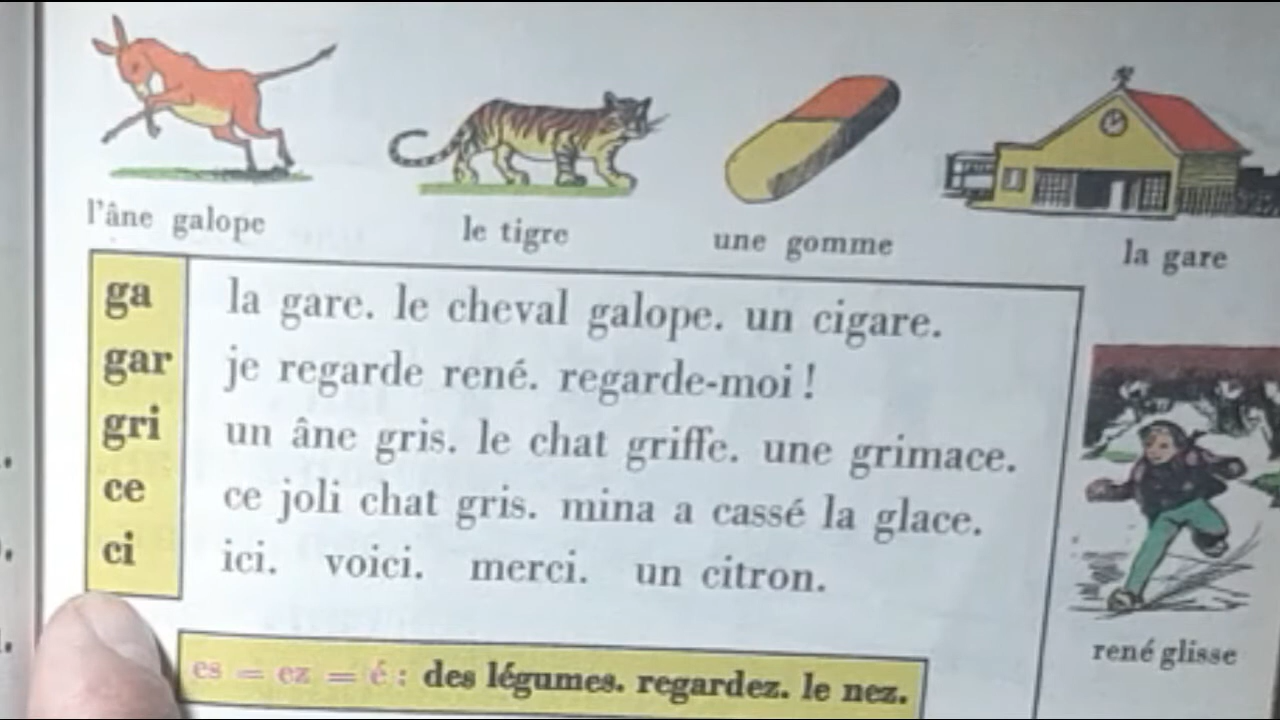 l'âne galope
le tigre
une gomme
la gare
ga la gare. le cheval galope. un cigare.
gar je regarde rené. regarde-moi !
gri un âne gris. le chat griffe. une grimace.
ce ce joli chat gris. mina a cassé la glace.
ci ici. voici. merci. un citron.
rené glisse
es = ez = é : des légumes. regardez. le nez.